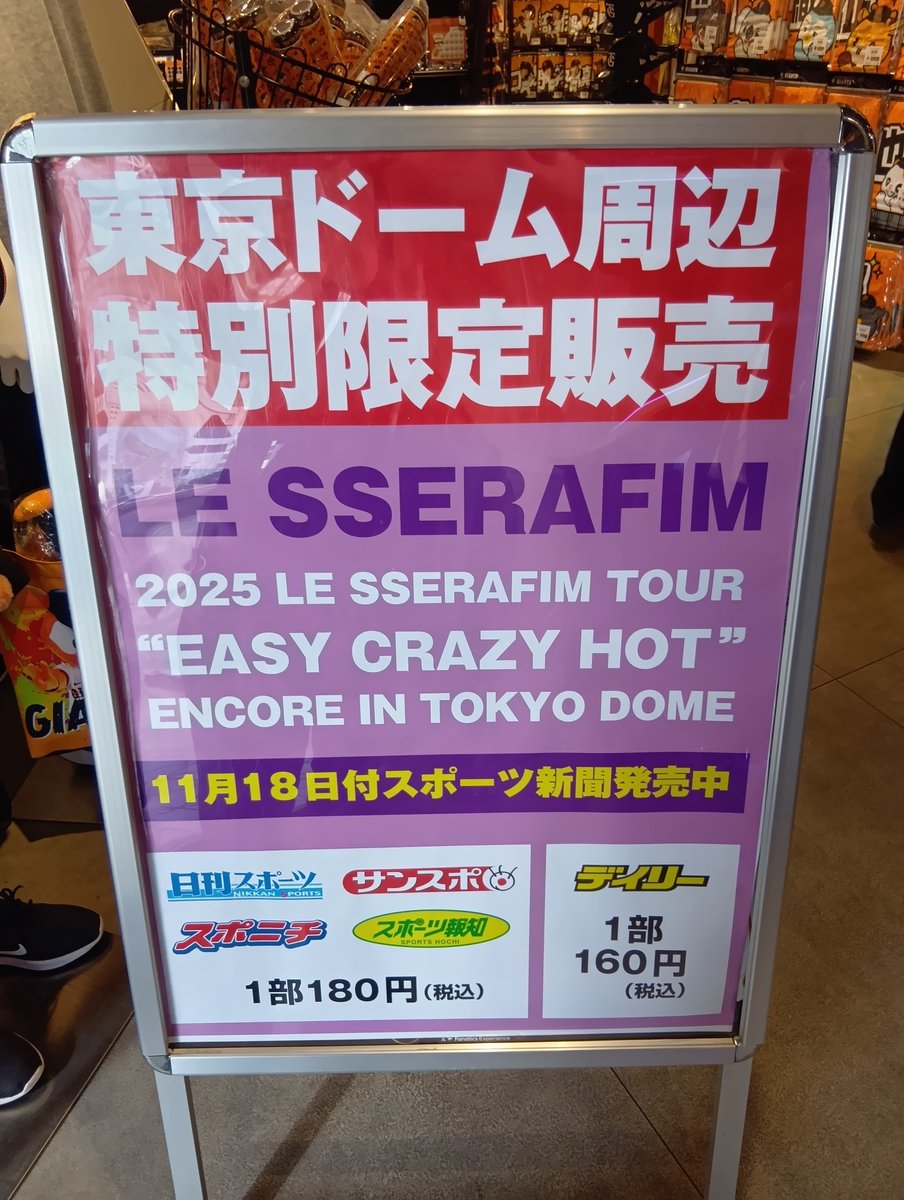 東京ドーム周辺
特別限定販売
LE SSERAFIM
2025 LE SSERAFIM TOUR
“EASY CRAZY HOT”
ENCORE IN TOKYO DOME
11月18日付スポーツ新聞発売中
日刊スポーツ
NIKKAN SPORTS
サンスポ
スポニチ
スポーツ報知
SPORTS HOCHI
1部180円(税込)
デイリー
1部
160円
(税込)
Fanatics Experience
GIA